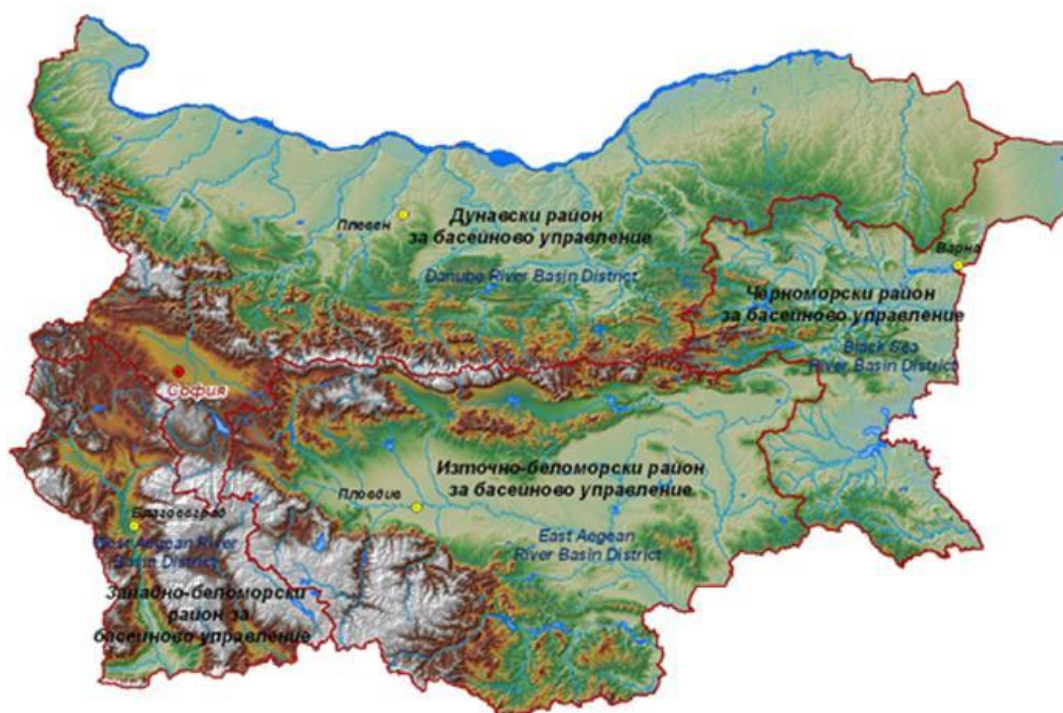 Плевен
Дунавски район
за басейново управление
Danube River Basin District
Варна
Черноморски район
за басейново управление
Black Sea
River Basin District
София
Източно-беломорски район
за басейново управление
Пловдив
East Aegean
River Basin District
Благоевград
West Aegean River
Basin District
Западно-беломорски
район за
басейново управление